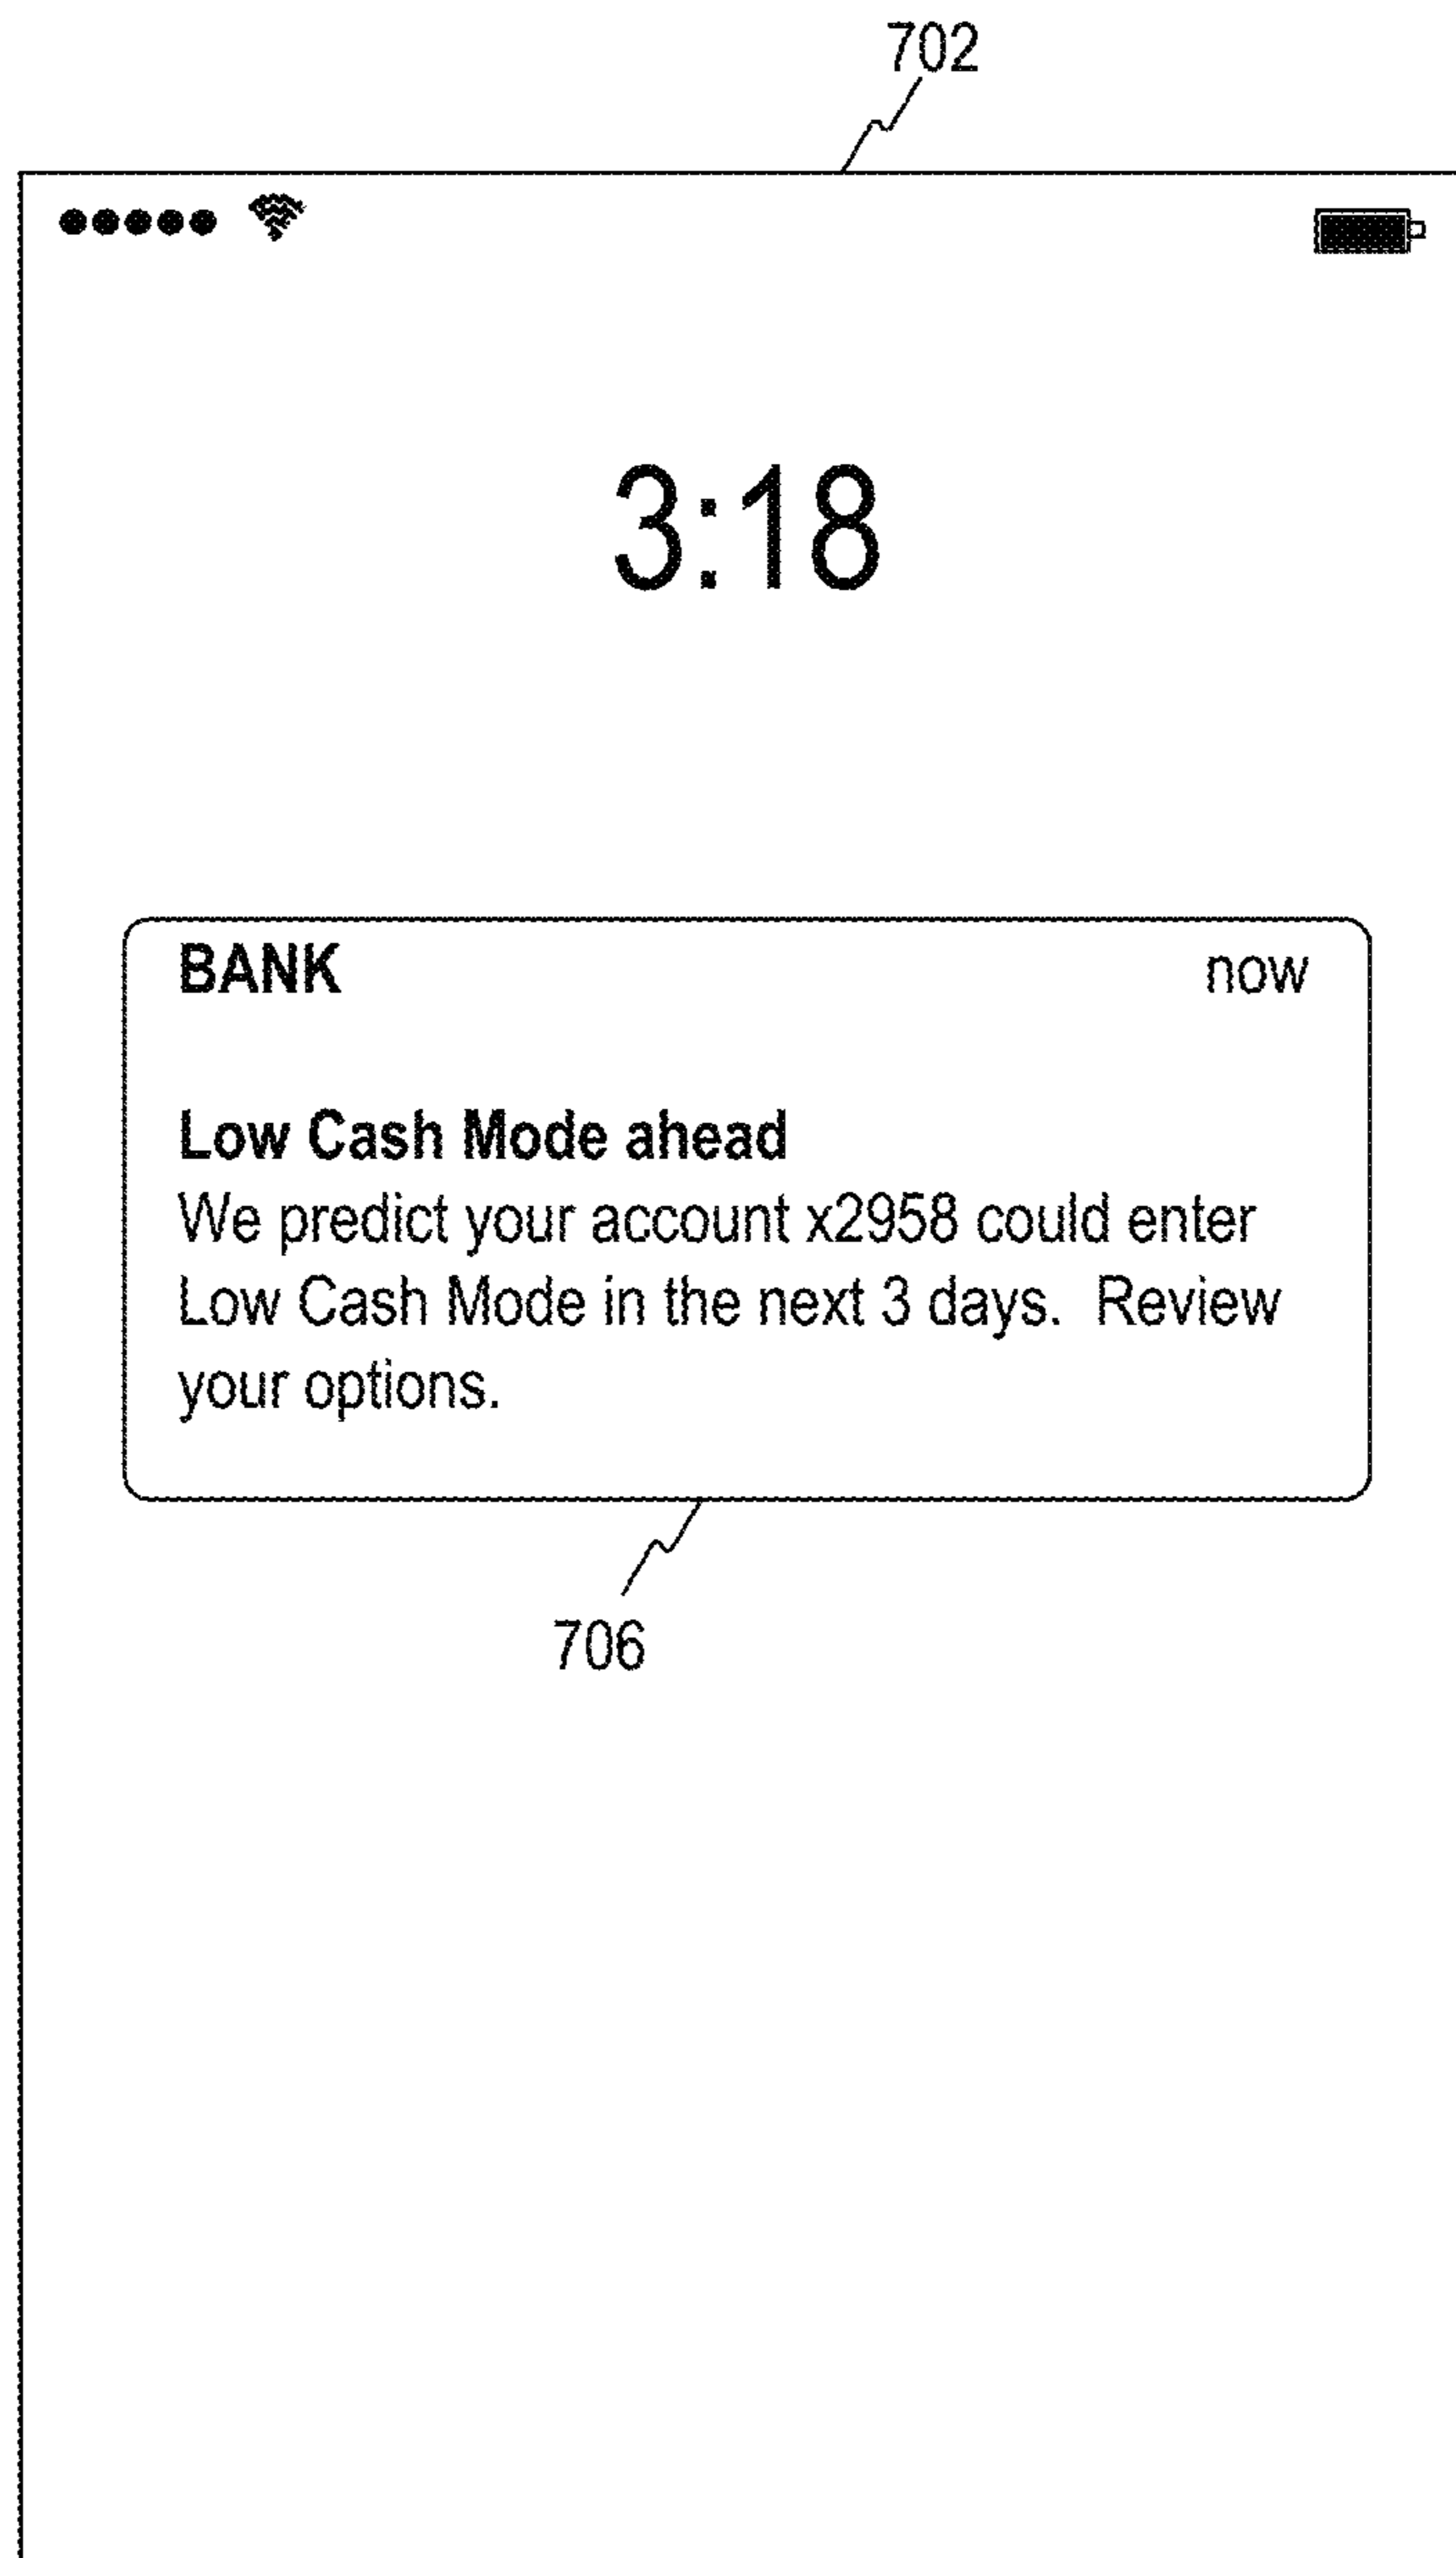 702
3:18
BANK now
Low Cash Mode ahead
We predict your account x2958 could enter
Low Cash Mode in the next 3 days. Review
your options.
706